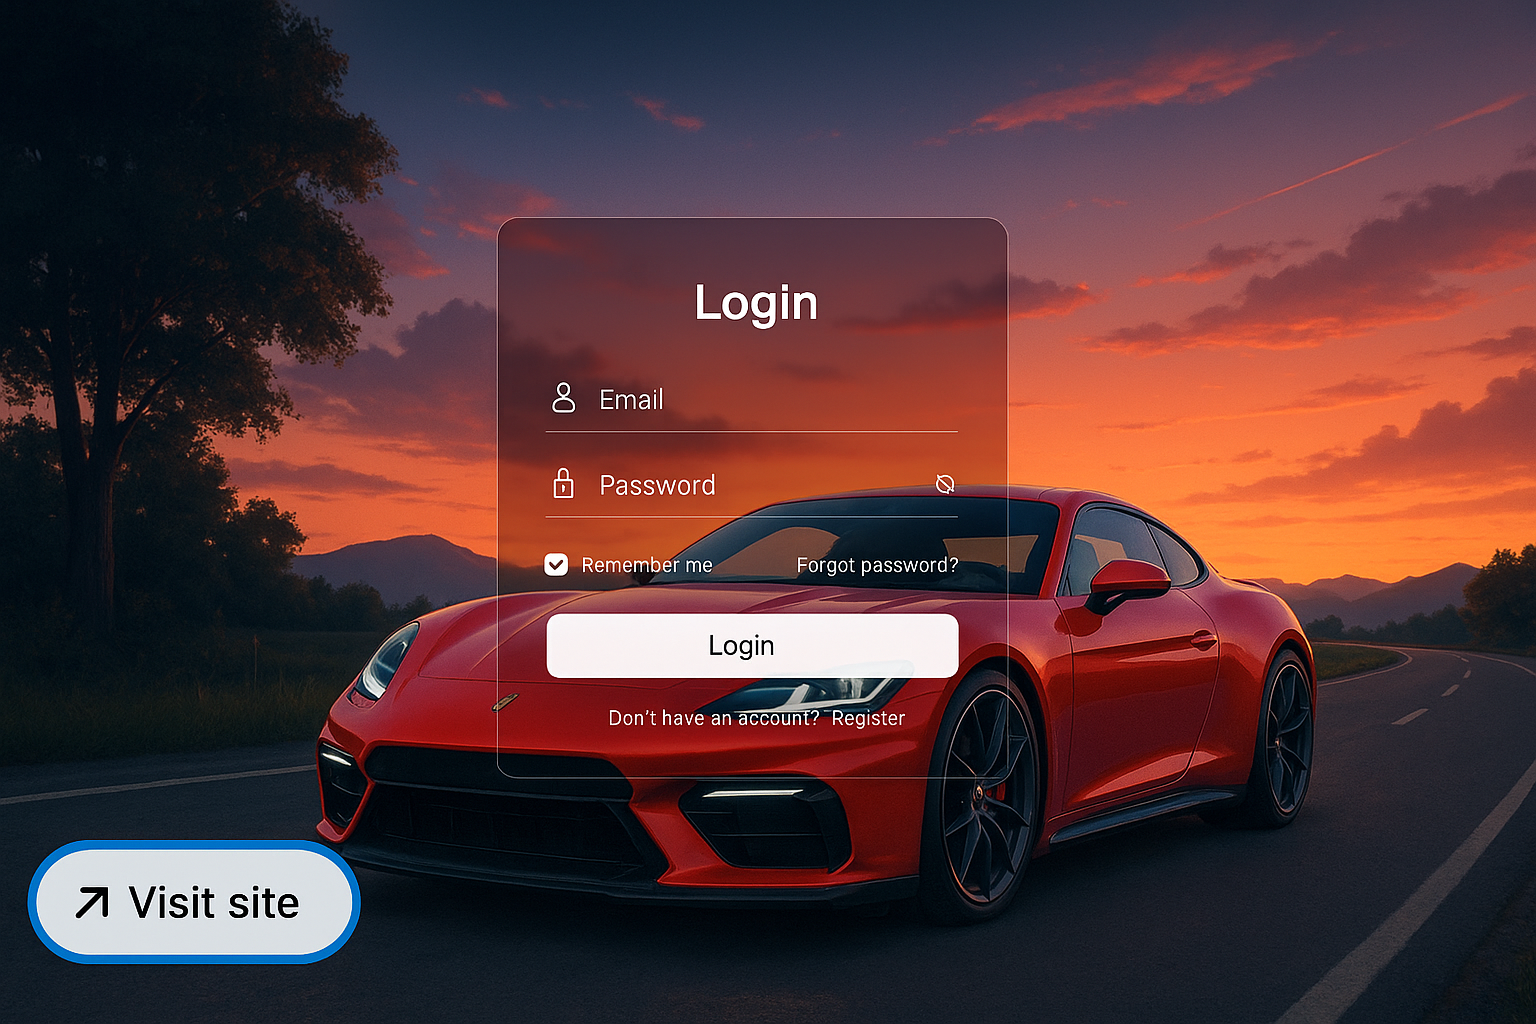 Login
Email
Password
Remember me Forgot password?
Login
Don't have an account? Register
Visit site